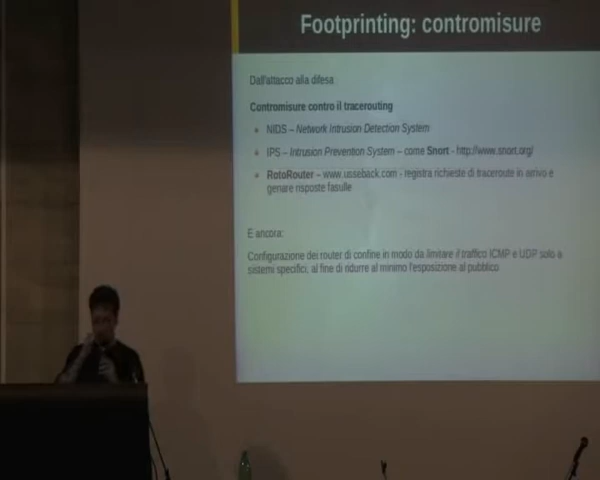 Footprinting: contromisure
Dall'attacco alla difesa
Contromisure contro il tracerouting
NIDS – Network Intrusion Detection System
IPS – Intrusion Prevention System – come Snort - http://www.snort.org/
RotoRouter – www.usseback.com - registra richieste di traceroute in arrivo e
genare risposte fasulle
E ancora:
Configurazione dei router di confine in modo da limitare il traffico ICMP e UDP solo a
sistemi specifici, al fine di ridurre al minimo l'esposizione al pubblico